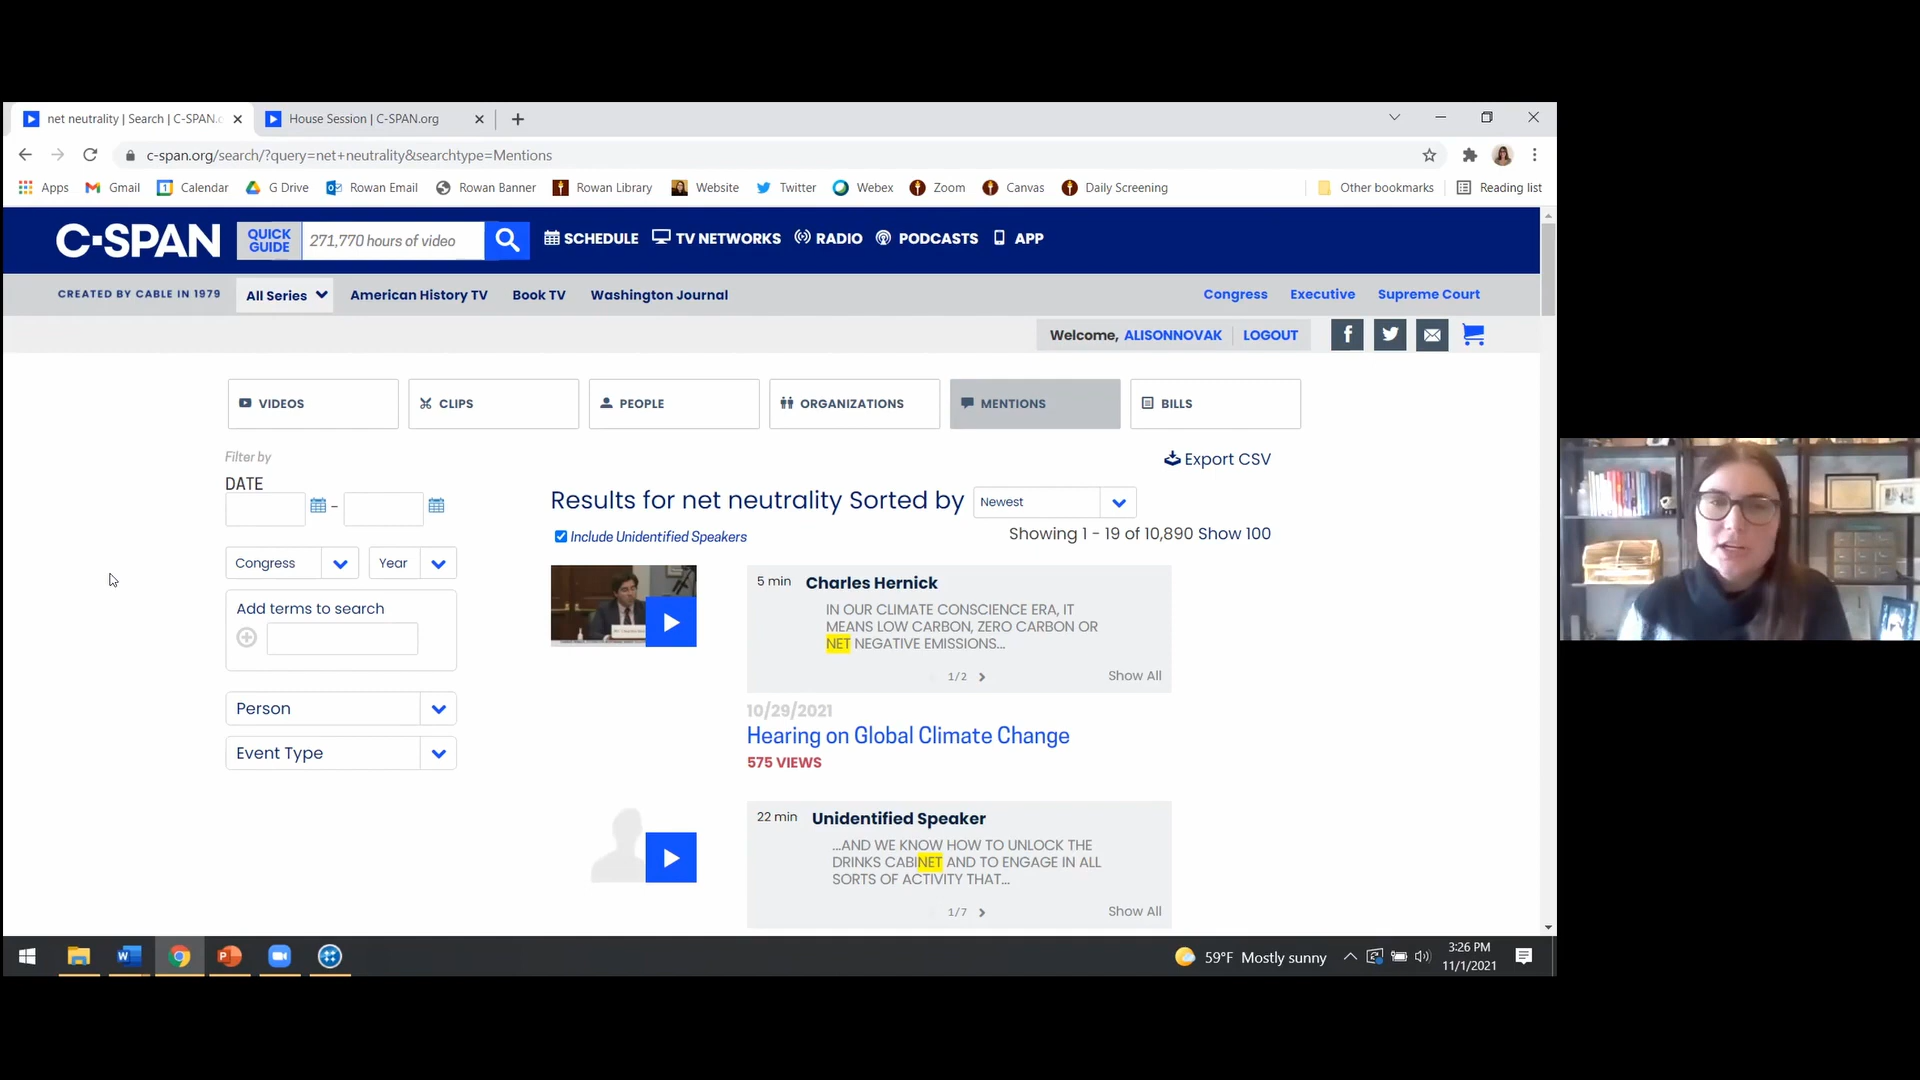 net neutrality | Search | C-SPAN.o
House Session | C-SPAN.org
c-span.org/search/?query=net+neutrality&searchtype=Mentions
Apps Gmail Calendar G Drive Rowan Email Rowan Banner Rowan Library Website Twitter Webex Zoom Canvas Daily Screening Other bookmarks Reading list
C-SPAN
QUICK GUIDE
271,770 hours of video
SCHEDULE TV NETWORKS RADIO PODCASTS APP
CREATED BY CABLE IN 1979
All Series American History TV Book TV Washington Journal
Congress Executive Supreme Court
Welcome, ALISONNOVAK LOGOUT
VIDEOS CLIPS PEOPLE ORGANIZATIONS MENTIONS BILLS
Filter by
DATE
–
Congress Year
Add terms to search
Person
Event Type
Export CSV
Results for net neutrality Sorted by Newest
Include Unidentified Speakers
Showing 1 - 19 of 10,890 Show 100
5 min Charles Hernick
IN OUR CLIMATE CONSCIENCE ERA, IT
MEANS LOW CARBON, ZERO CARBON OR
NET NEGATIVE EMISSIONS...
1/2 Show All
10/29/2021
Hearing on Global Climate Change
575 VIEWS
22 min Unidentified Speaker
...AND WE KNOW HOW TO UNLOCK THE
DRINKS CABINET AND TO ENGAGE IN ALL
SORTS OF ACTIVITY THAT...
1/7 Show All
59°F Mostly sunny
3:26 PM
11/1/2021